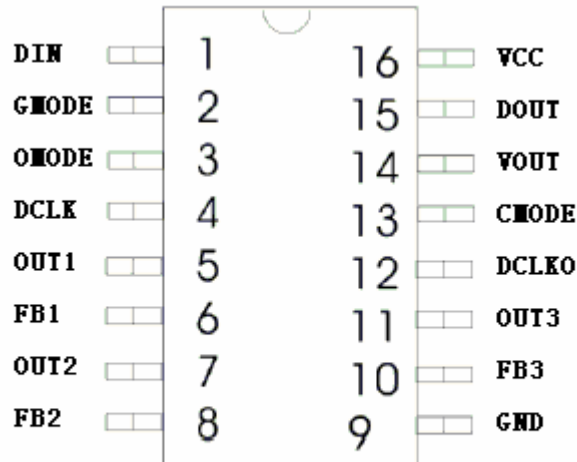 DIN 1 16 VCC
GMODE 2 15 DOUT
OMODE 3 14 VOUT
DCLK 4 13 CMODE
OUT1 5 12 DCLKO
FB1 6 11 OUT3
OUT2 7 10 FB3
FB2 8 9 GND